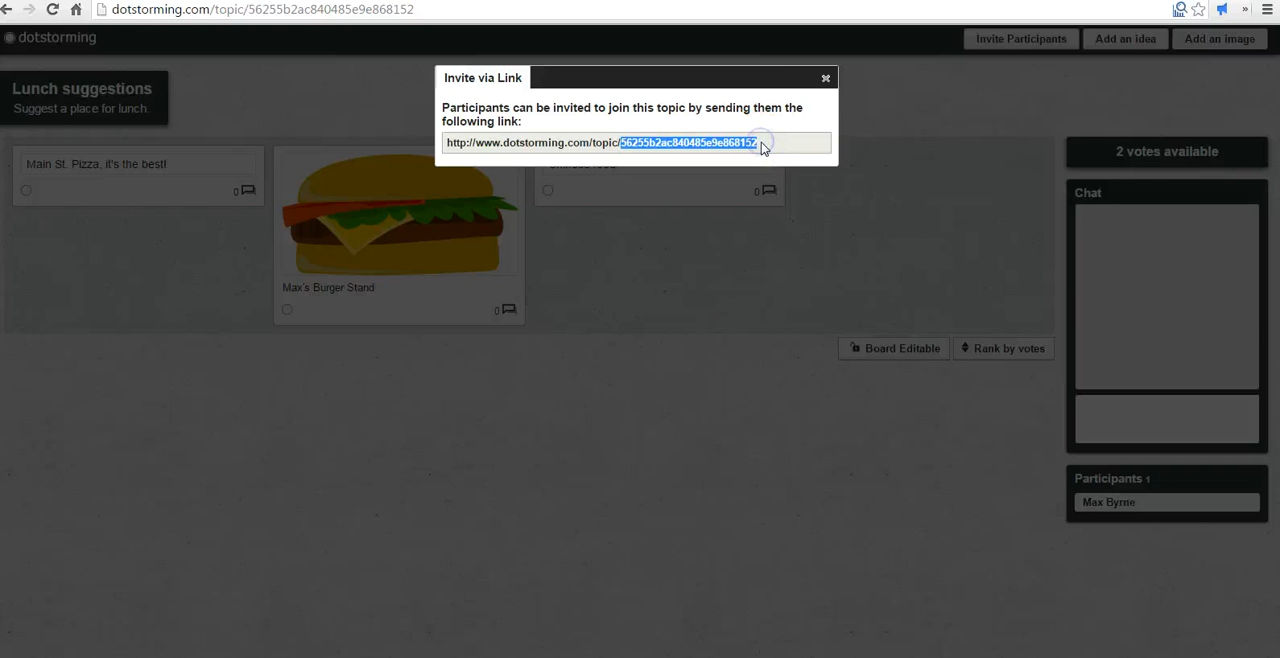 dotstorming.com/topic/56255b2ac840485e9e868152
»
dotstorming
Invite Participants
Add an idea
Add an image
Lunch suggestions
Suggest a place for lunch.
Invite via Link
Participants can be invited to join this topic by sending them the
following link:
http://www.dotstorming.com/topic/56255b2ac840485e9e868152
Main St. Pizza, it's the best!
0
Max's Burger Stand
0
0
2 votes available
Chat
Board Editable
Rank by votes
Participants 1
Max Byrne